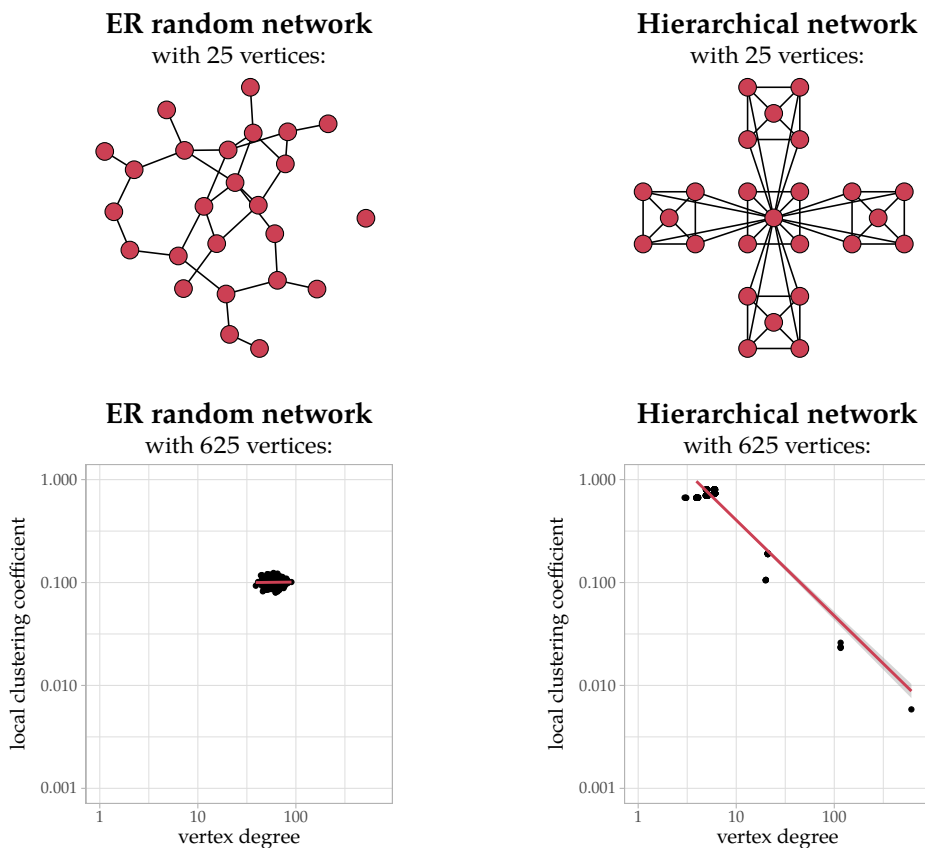 ER random network
with 25 vertices:
Hierarchical network
with 25 vertices:
ER random network
with 625 vertices:
local clustering coefficient
1.000
0.100
0.010
0.001
1
10
100
vertex degree
Hierarchical network
with 625 vertices:
local clustering coefficient
1.000
0.100
0.010
0.001
1
10
100
vertex degree